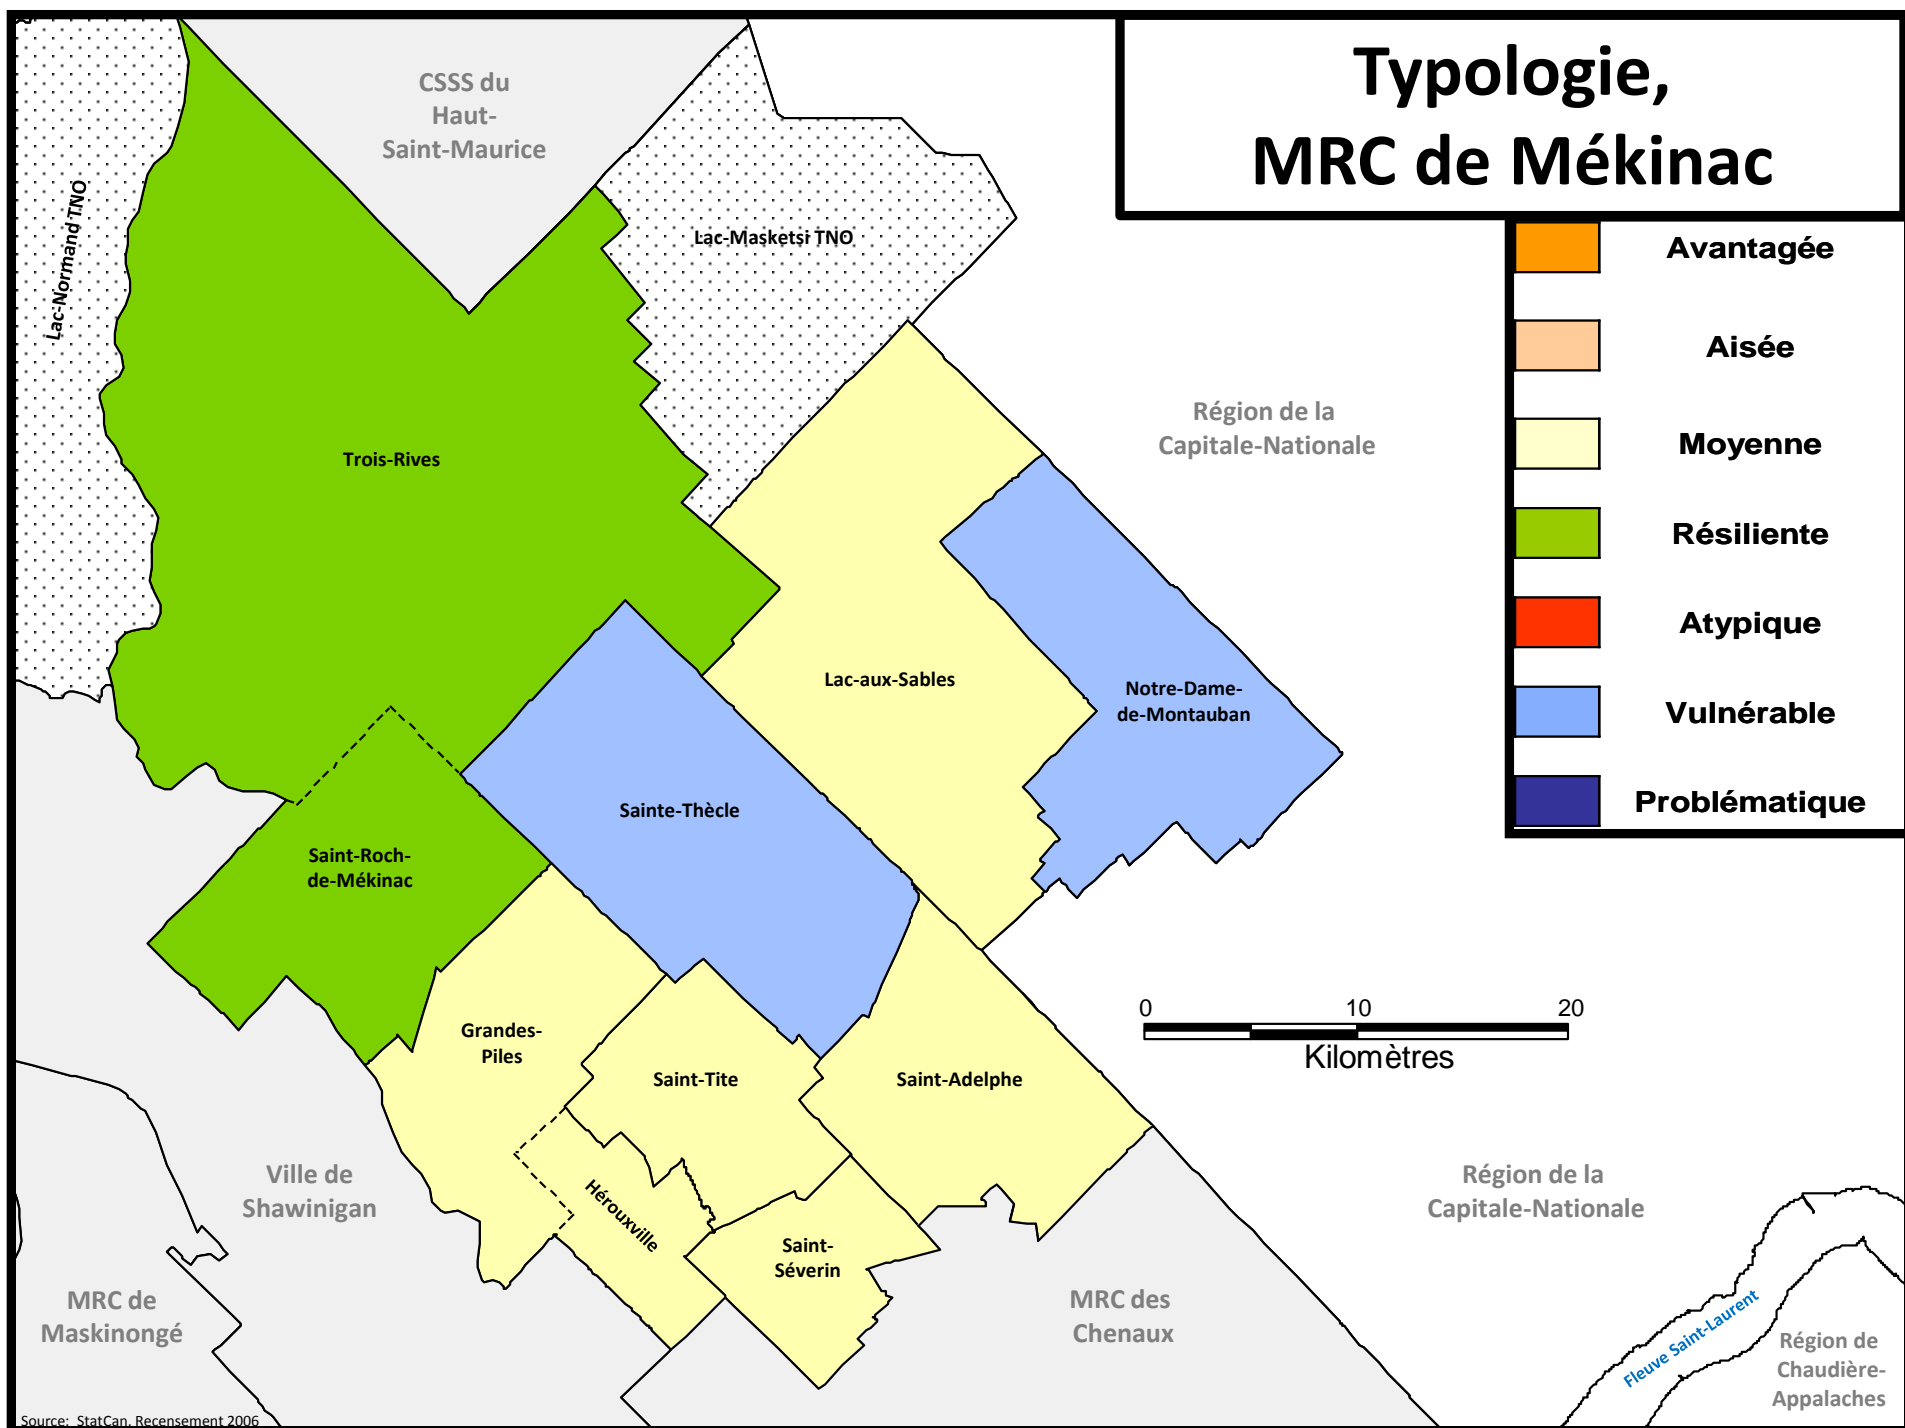 Typologie,
MRC de Mékinac
CSSS du
Haut-
Saint-Maurice
Lac-Normand TNO
Lac-Masketsi TNO
Avantagée
Aisée
Moyenne
Résiliente
Atypique
Vulnérable
Problématique
Région de la
Capitale-Nationale
Trois-Rives
Lac-aux-Sables
Notre-Dame-
de-Montauban
Sainte-Thècle
Saint-Roch-
de-Mékinac
Grandes-
Piles
Saint-Tite
Saint-Adelphe
0 10 20
Kilomètres
Ville de
Shawinigan
Hérouxville
Saint-
Séverin
Région de la
Capitale-Nationale
MRC de
Maskinongé
MRC des
Chenaux
Fleuve Saint-Laurent
Région de
Chaudière-
Appalaches
Source: StatCan. Recensement 2006